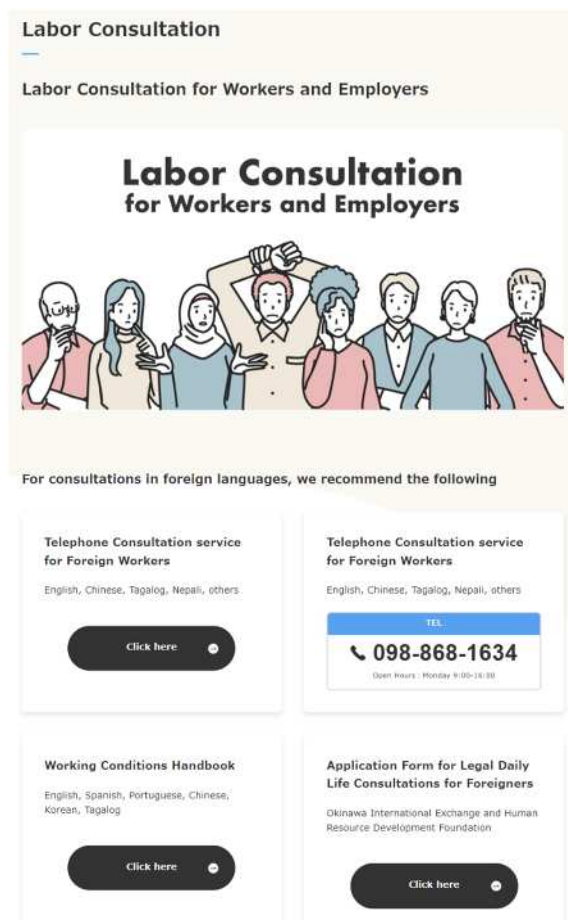 Labor Consultation
Labor Consultation for Workers and Employers
Labor Consultation
for Workers and Employers
For consultations in foreign languages, we recommend the following
Telephone Consultation service
for Foreign Workers
English, Chinese, Tagalog, Nepali, others
Click here
Telephone Consultation service
for Foreign Workers
English, Chinese, Tagalog, Nepali, others
TEL
098-868-1634
Open Hours : Monday 9:00-16:00
Working Conditions Handbook
English, Spanish, Portuguese, Chinese,
Korean, Tagalog
Click here
Application Form for Legal Daily
Life Consultations for Foreigners
Okinawa International Exchange and Human
Resource Development Foundation
Click here